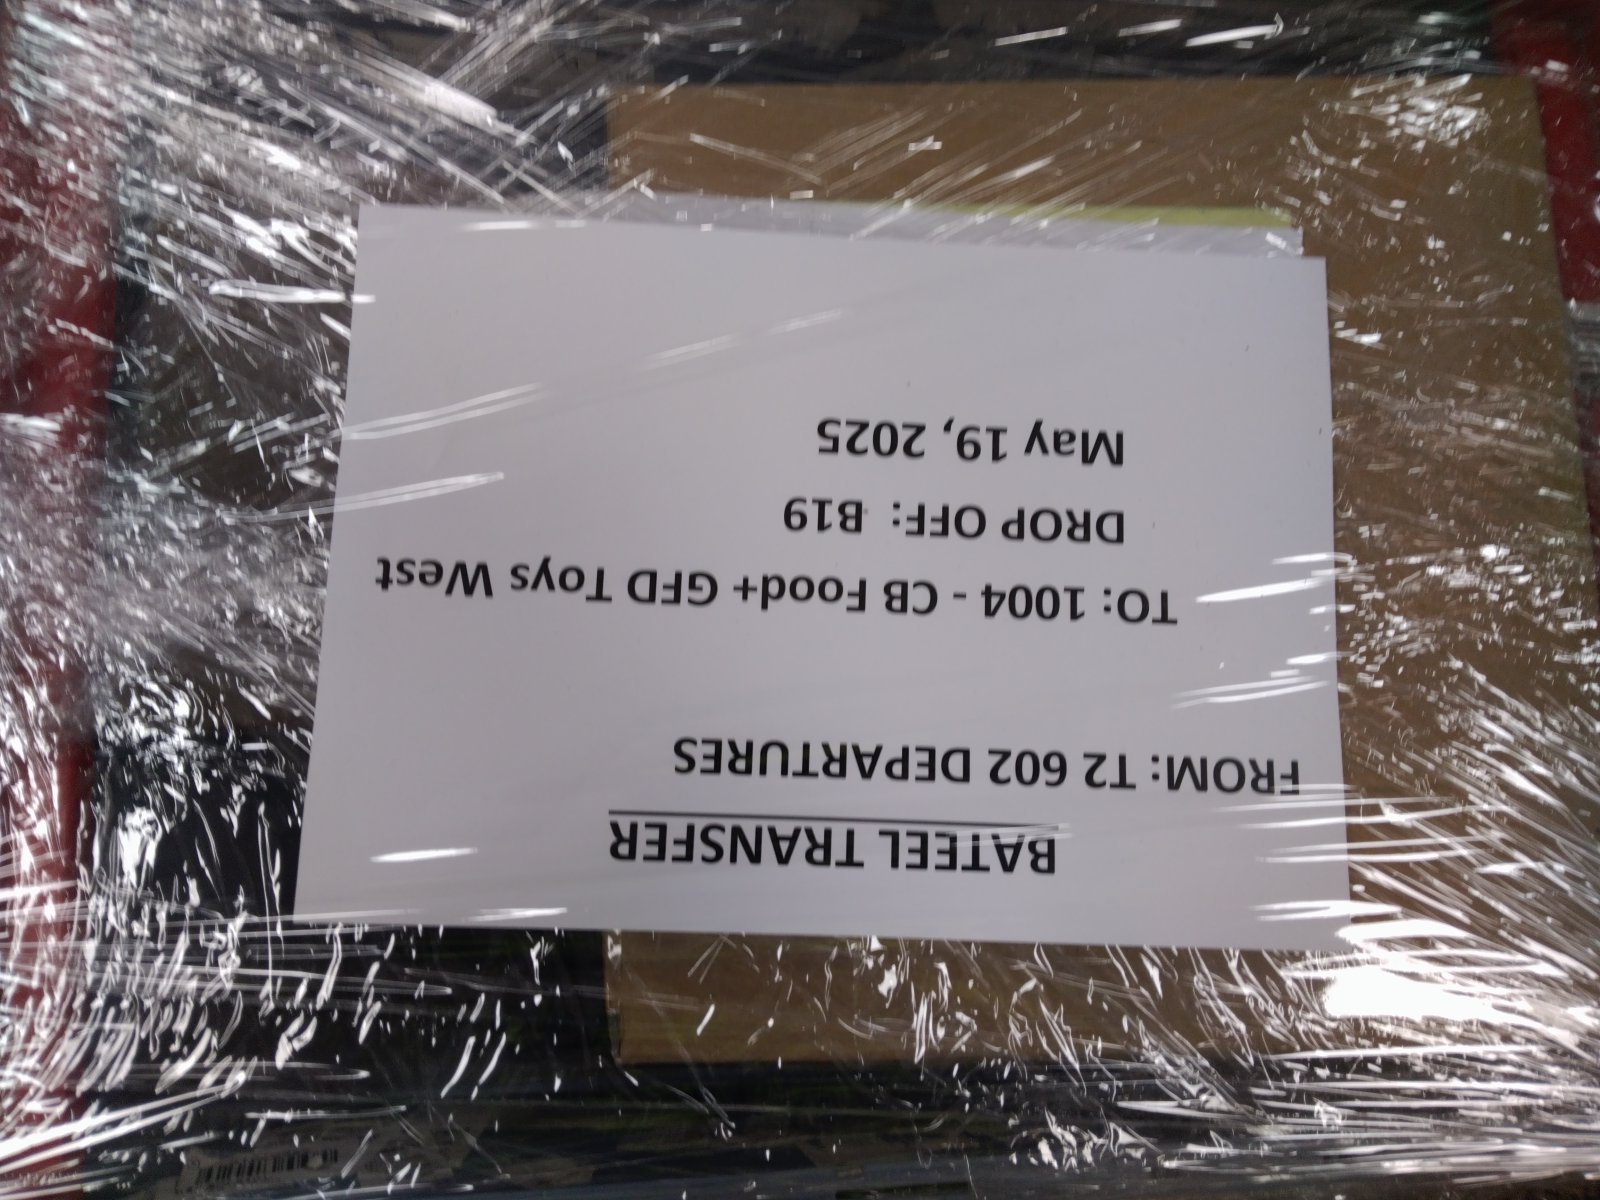 BATEEL TRANSFER
FROM: T2 602 DEPARTURES
TO: 1004 - CB Food+ GFD Toys West
DROP OFF: B19
May 19, 2025